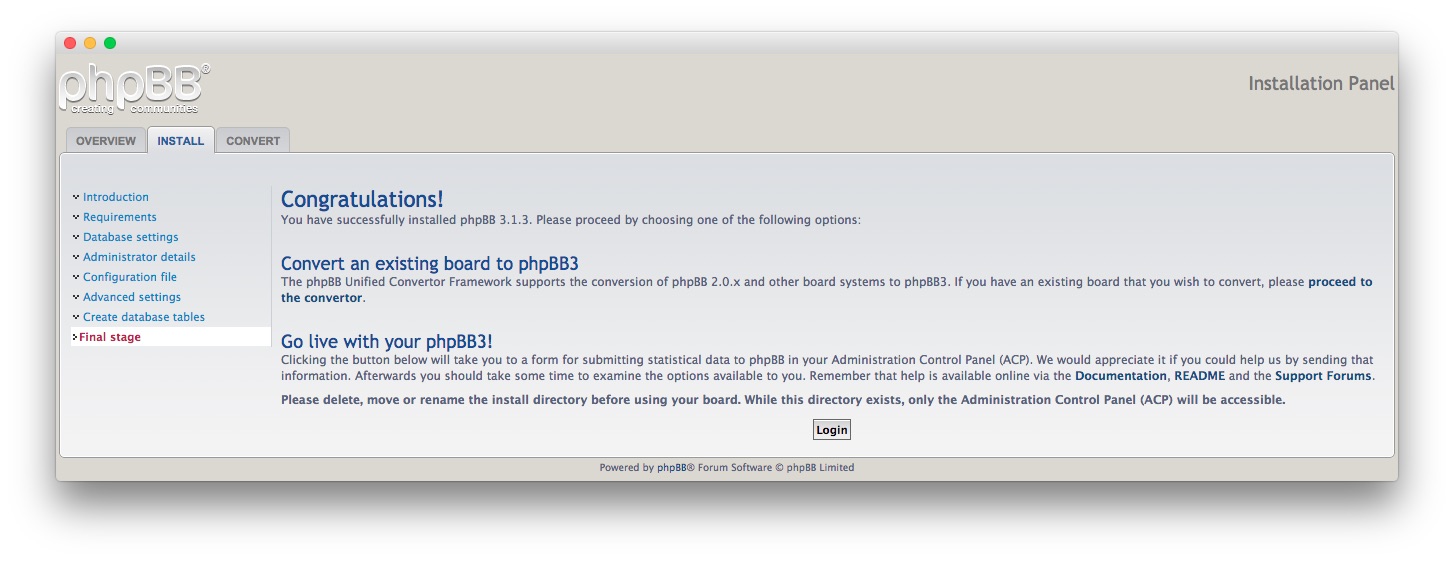 phpBB®
creating communities
Installation Panel
OVERVIEW
INSTALL
CONVERT
Introduction
Requirements
Database settings
Administrator details
Configuration file
Advanced settings
Create database tables
Final stage
Congratulations!
You have successfully installed phpBB 3.1.3. Please proceed by choosing one of the following options:
Convert an existing board to phpBB3
The phpBB Unified Convertor Framework supports the conversion of phpBB 2.0.x and other board systems to phpBB3. If you have an existing board that you wish to convert, please proceed to
the convertor.
Go live with your phpBB3!
Clicking the button below will take you to a form for submitting statistical data to phpBB in your Administration Control Panel (ACP). We would appreciate it if you could help us by sending that
information. Afterwards you should take some time to examine the options available to you. Remember that help is available online via the Documentation, README and the Support Forums.
Please delete, move or rename the install directory before using your board. While this directory exists, only the Administration Control Panel (ACP) will be accessible.
Login
Powered by phpBB® Forum Software © phpBB Limited